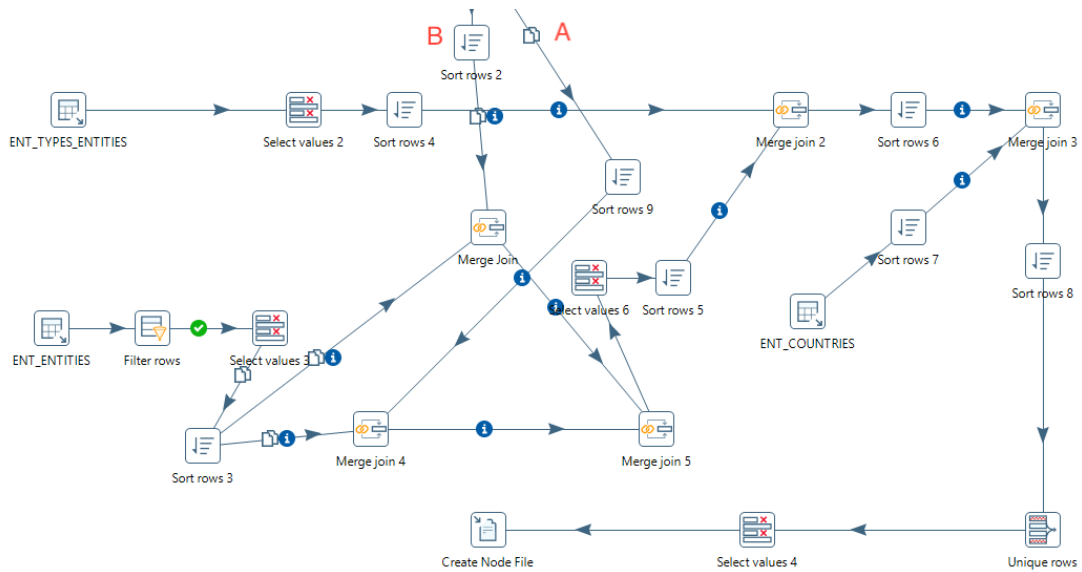 B
A
Sort rows 2
ENT_TYPES_ENTITIES
Select values 2
Sort rows 4
Merge join 2
Sort rows 6
Merge join 3
Sort rows 9
Merge Join
Sort rows 7
Select values 6
Sort rows 5
Sort rows 8
ENT_ENTITIES
Filter rows
Select values 3
ENT_COUNTRIES
Sort rows 3
Merge join 4
Merge join 5
Create Node File
Select values 4
Unique rows